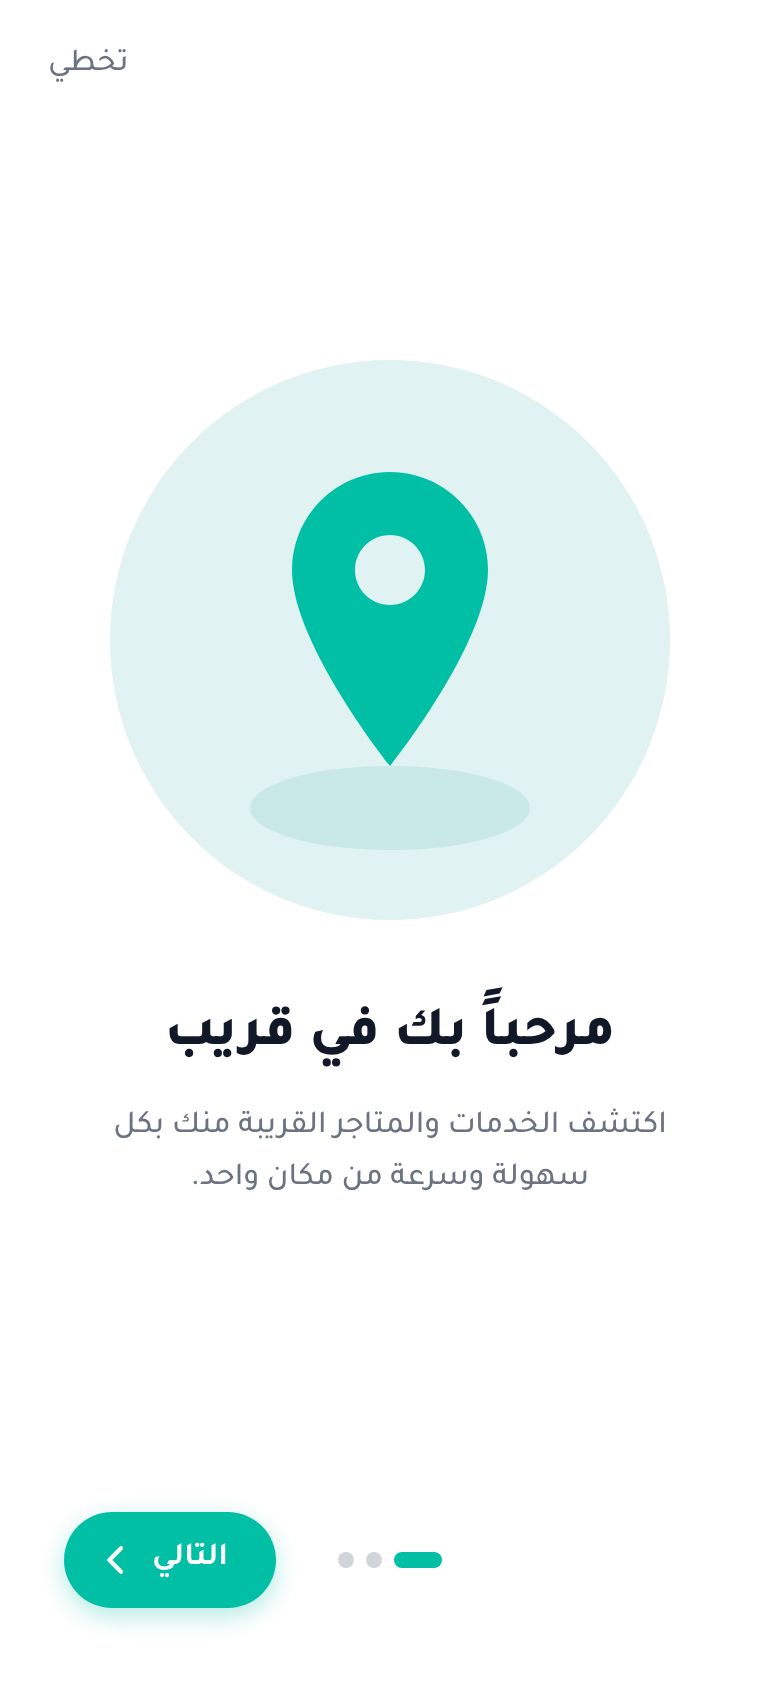 تخطي
مرحباً بك في قريب
اكتشف الخدمات والمتاجر القريبة منك بكل
سهولة وسرعة من مكان واحد.
التالي